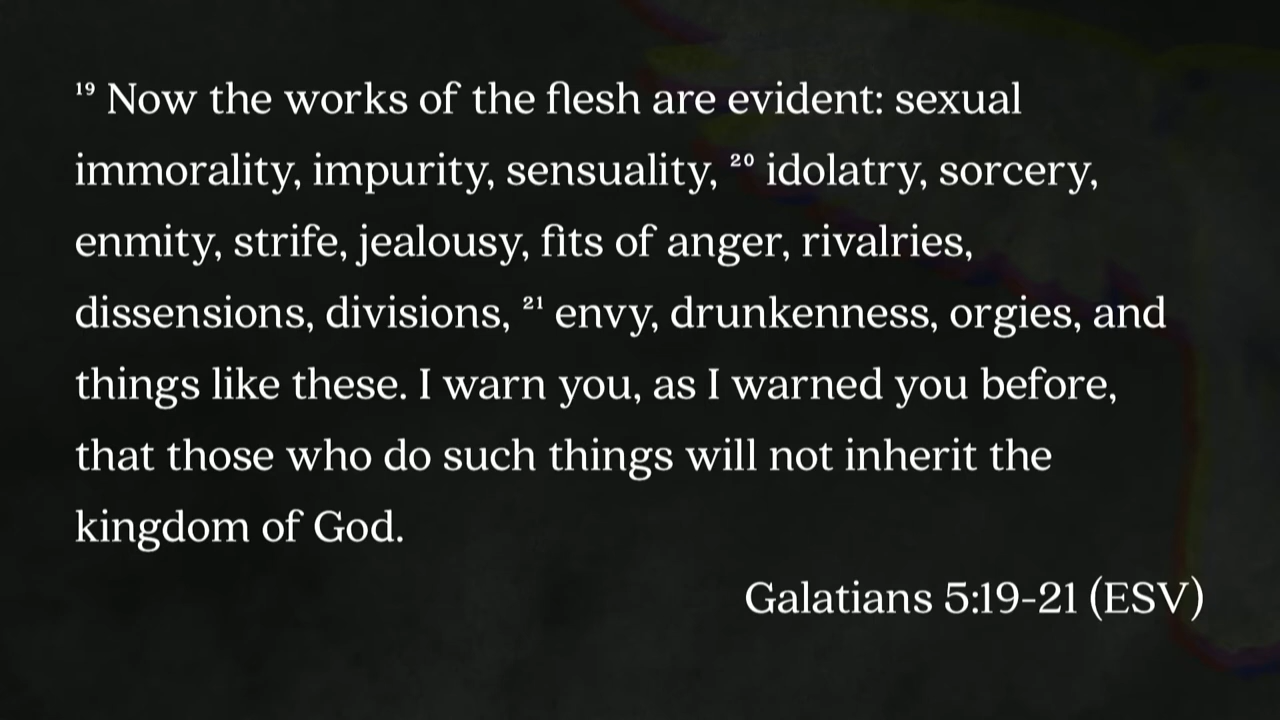 ¹⁹ Now the works of the flesh are evident: sexual
immorality, impurity, sensuality, ²⁰ idolatry, sorcery,
enmity, strife, jealousy, fits of anger, rivalries,
dissensions, divisions, ²¹ envy, drunkenness, orgies, and
things like these. I warn you, as I warned you before,
that those who do such things will not inherit the
kingdom of God.
Galatians 5:19-21 (ESV)